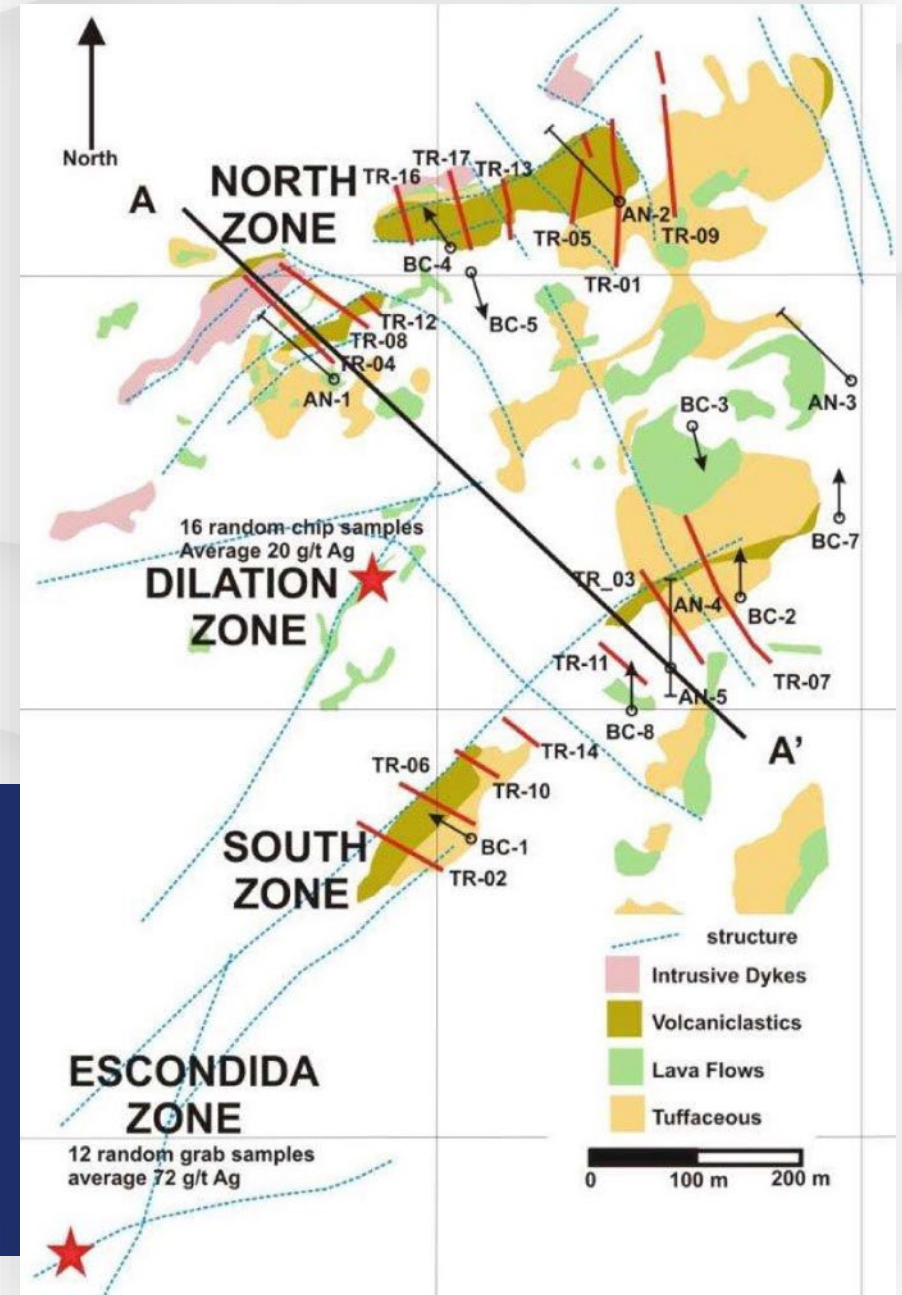 North
A
NORTH
ZONE
TR-16
TR-17
TR-13
BC-4
BC-5
TR-05
AN-2
TR-09
TR-01
TR-12
TR-08
TR-04
AN-1
AN-3
BC-3
BC-7
16 random chip samples
Average 20 g/t Ag
DILATION
ZONE
TR_03
AN-4
BC-2
TR-11
AN-5
TR-07
BC-8
A'
TR-14
TR-06
TR-10
SOUTH
ZONE
BC-1
TR-02
structure
Intrusive Dykes
Volcaniclastics
Lava Flows
Tuffaceous
0 100 m 200 m
ESCONDIDA
ZONE
12 random grab samples
average 72 g/t Ag